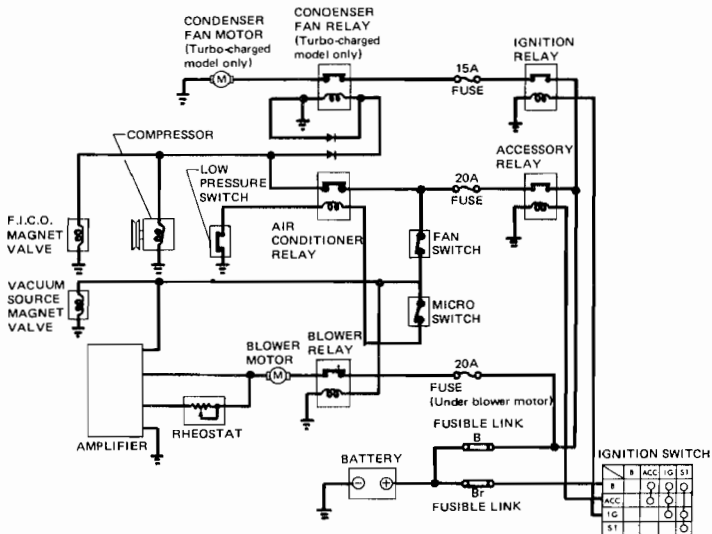 CONDENSER
FAN MOTOR
(Turbo-charged
model only)
CONDENSER
FAN RELAY
(Turbo-charged
model only)
IGNITION
RELAY
15A
FUSE
M
COMPRESSOR
LOW
PRESSURE
SWITCH
ACCESSORY
RELAY
20A
FUSE
F.I.C.O.
MAGNET
VALVE
AIR
CONDITIONER
RELAY
FAN
SWITCH
VACUUM
SOURCE
MAGNET
VALVE
MICRO
SWITCH
BLOWER
MOTOR
BLOWER
RELAY
M
20A
FUSE
(Under blower motor)
AMPLIFIER
RHEOSTAT
FUSIBLE LINK
B
BATTERY
Br
FUSIBLE LINK
IGNITION SWITCH
B ACC IG ST
B
ACC
IG
ST